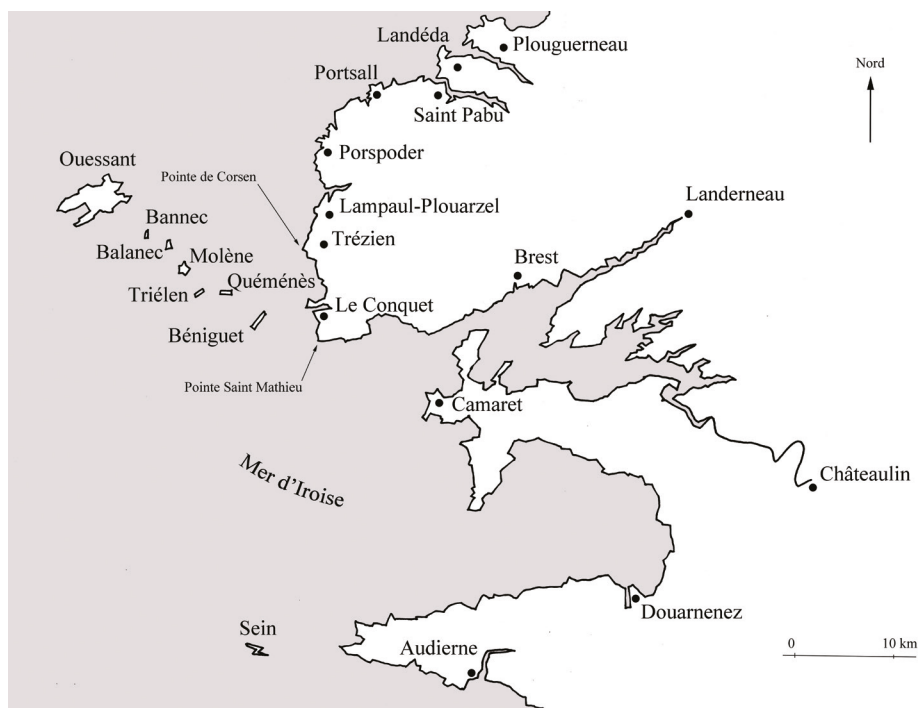 Landéda
Plouguerneau
Nord
Portsall
Saint Pabu
Porspoder
Ouessant
Pointe de Corsen
Landerneau
Bannec
Lampaul-Plouarzel
Balanec
Trézien
Molène
Brest
Quéménès
Triélen
Le Conquet
Béniguet
Pointe Saint Mathieu
Camaret
Mer d'Iroise
Châteaulin
Douarnenez
Sein
Audierne
0 10 km